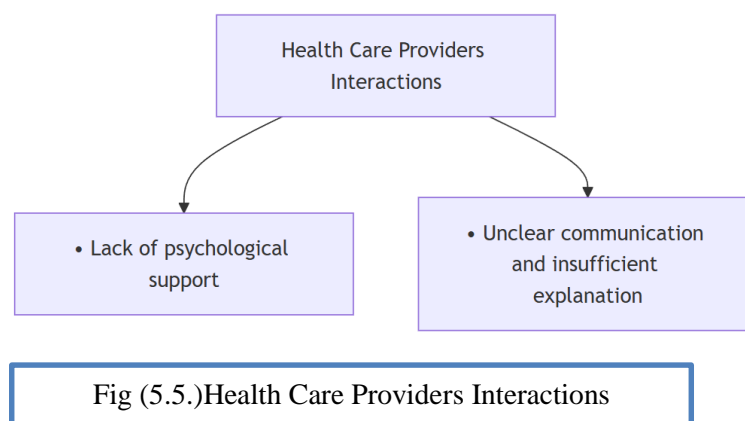 Health Care Providers
Interactions
• Lack of psychological
support
• Unclear communication
and insufficient
explanation
Fig (5.5.)Health Care Providers Interactions